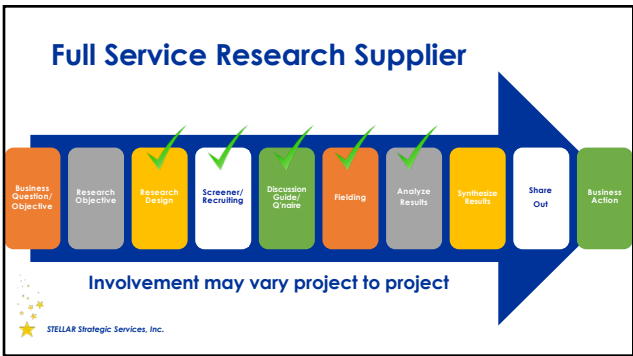 Full Service Research Supplier
Business
Question/
Objective
Research
Objective
Research
Design
Screener/
Recruiting
Discussion
Guide/
Q'naire
Fielding
Analyze
Results
Synthesize
Results
Share
Out
Business
Action
Involvement may vary project to project
STELLAR Strategic Services, Inc.